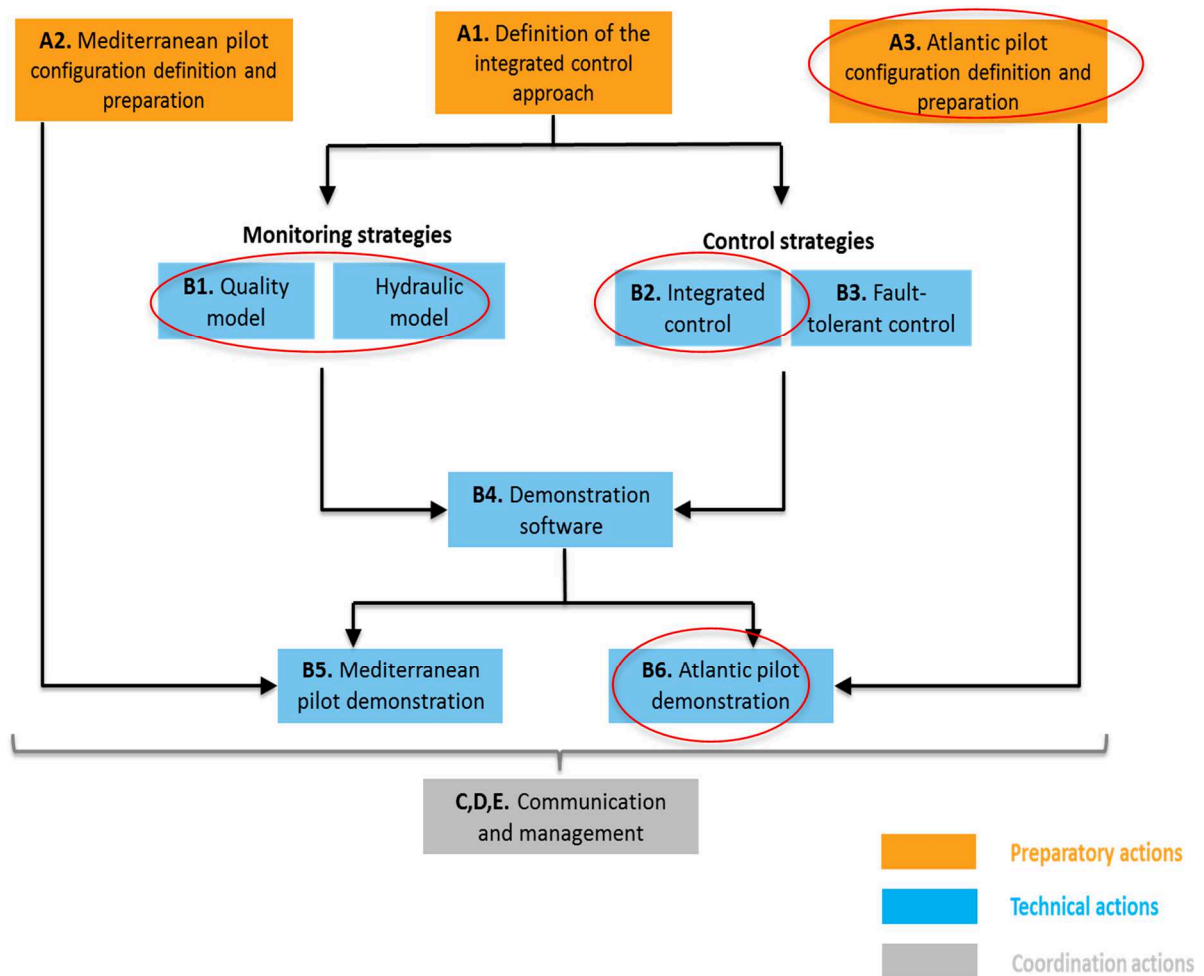 A2. Mediterranean pilot
configuration definition and
preparation
A1. Definition of the
integrated control
approach
A3. Atlantic pilot
configuration definition and
preparation
Monitoring strategies
Control strategies
B1. Quality
model
Hydraulic
model
B2. Integrated
control
B3. Fault-
tolerant control
B4. Demonstration
software
B5. Mediterranean
pilot demonstration
B6. Atlantic pilot
demonstration
C,D,E. Communication
and management
Preparatory actions
Technical actions
Coordination actions